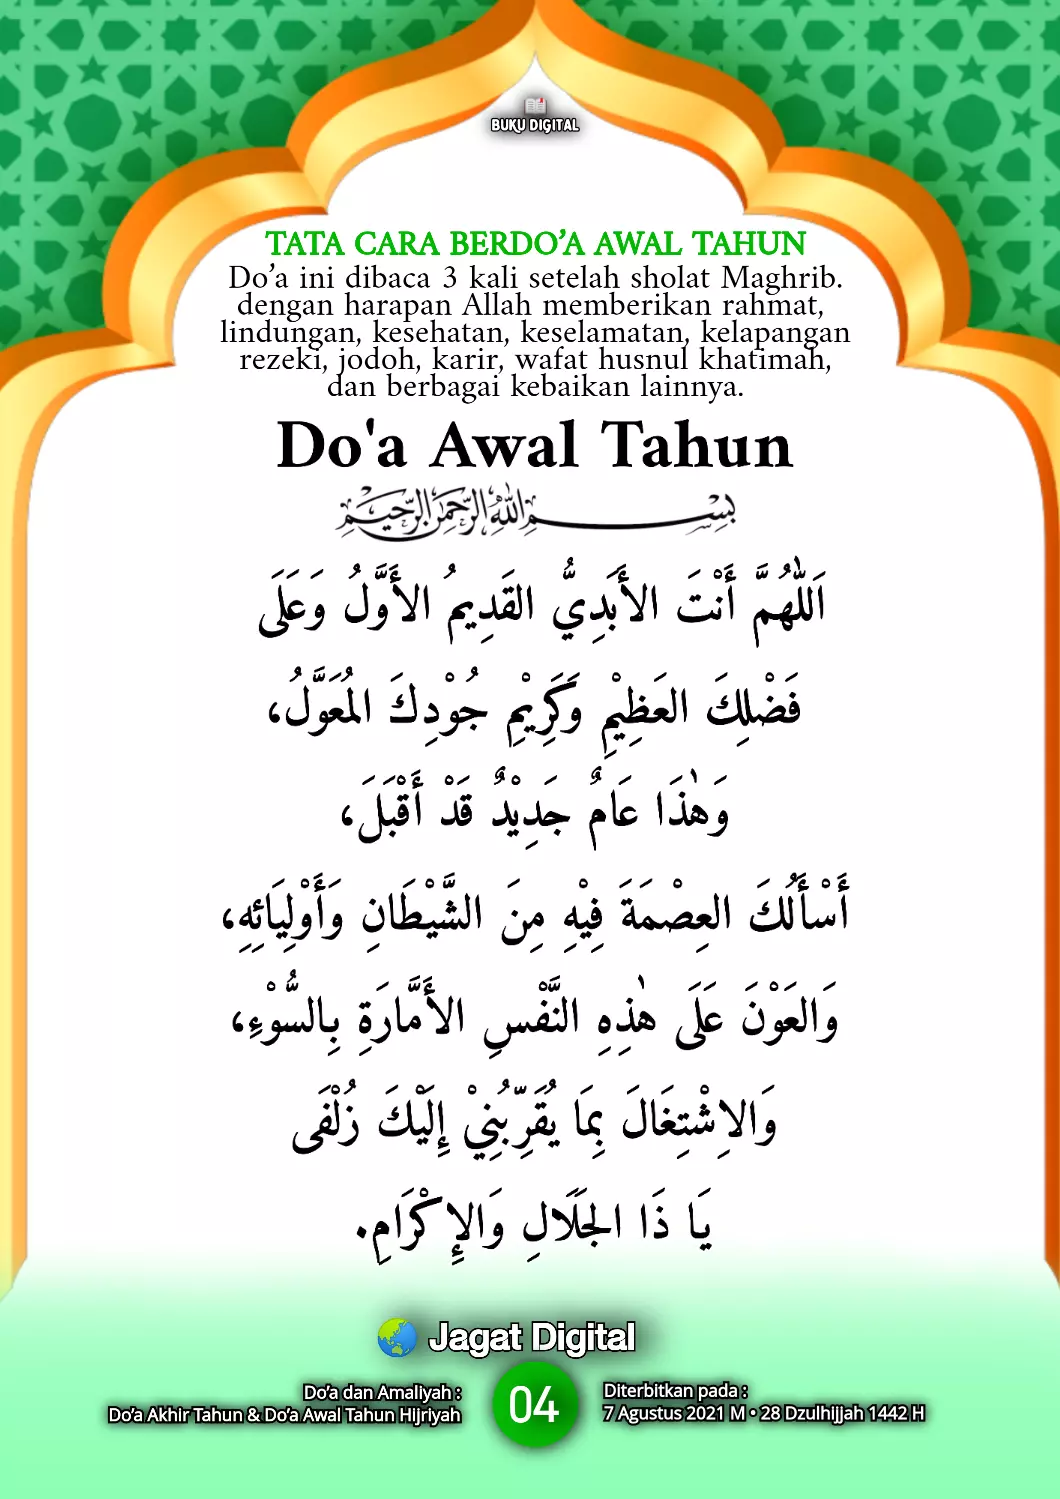 BUKU DIGITAL
TATA CARA BERDO’A AWAL TAHUN
Do’a ini dibaca 3 kali setelah sholat Maghrib.
dengan harapan Allah memberikan rahmat,
lindungan, kesehatan, keselamatan, kelapangan
rezeki, jodoh, karir, wafat husnul khatimah,
dan berbagai kebaikan lainnya.
Do'a Awal Tahun
بِسْمِ اللهِ الرَّحْمٰنِ الرَّحِيْمِ
اَللّٰهُمَّ أَنْتَ الأَبَدِيُّ القَدِيمُ الأَوَّلُ وَعَلَى
فَضْلِكَ العَظِيْمِ وَكَرِيْمِ جُوْدِكَ المُعَوَّلُ،
وَهٰذَا عَامٌ جَدِيْدٌ قَدْ أَقْبَلَ،
أَسْأَلُكَ العِصْمَةَ فِيْهِ مِنَ الشَّيْطَانِ وَأَوْلِيَائِهِ،
وَالعَوْنَ عَلَى هٰذِهِ النَّفْسِ الأَمَّارَةِ بِالسُّوْءِ،
وَالاِشْتِغَالَ بِمَا يُقَرِّبُنِيْ إِلَيْكَ زُلْفَى
يَا ذَا الجَلَالِ وَالإِكْرَامِ.
Jagat Digital
Do’a dan Amaliyah :
Do’a Akhir Tahun & Do’a Awal Tahun Hijriyah
04
Diterbitkan pada :
7 Agustus 2021 M • 28 Dzulhijjah 1442 H